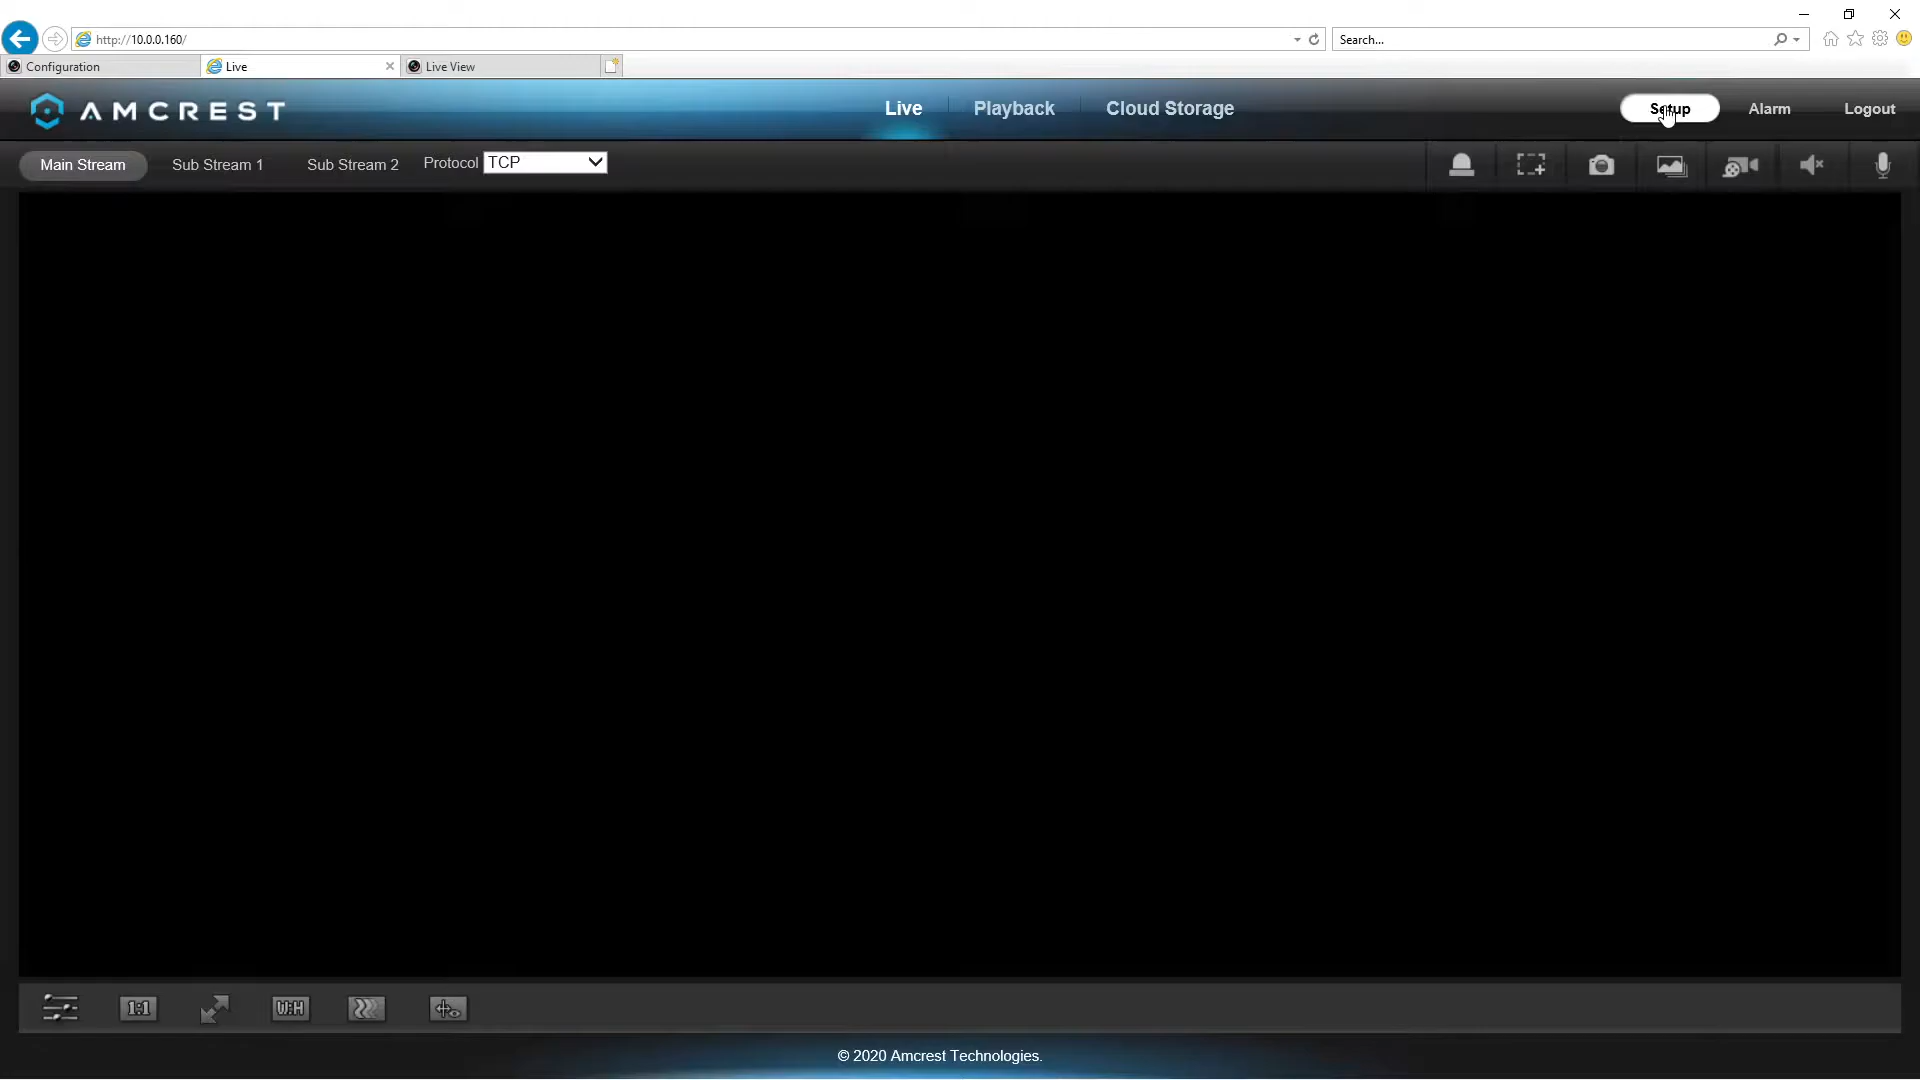 http://10.0.0.160/
Search...
Configuration
Live
Live View
AMCREST
Live
Playback
Cloud Storage
Setup
Alarm
Logout
Main Stream
Sub Stream 1
Sub Stream 2
Protocol
TCP
1:1
W:H
© 2020 Amcrest Technologies.